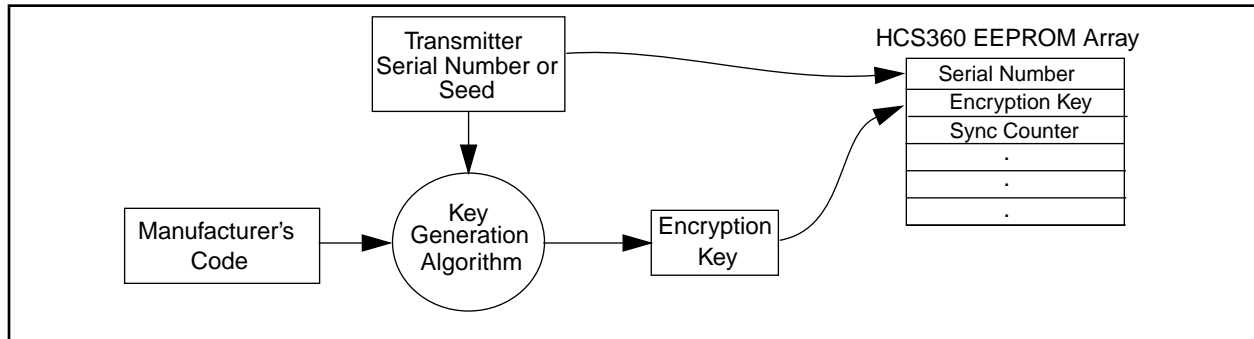 Transmitter
Serial Number or
Seed
HCS360 EEPROM Array
Serial Number
Encryption Key
Sync Counter
.
.
.
Manufacturer's
Code
Key
Generation
Algorithm
Encryption
Key